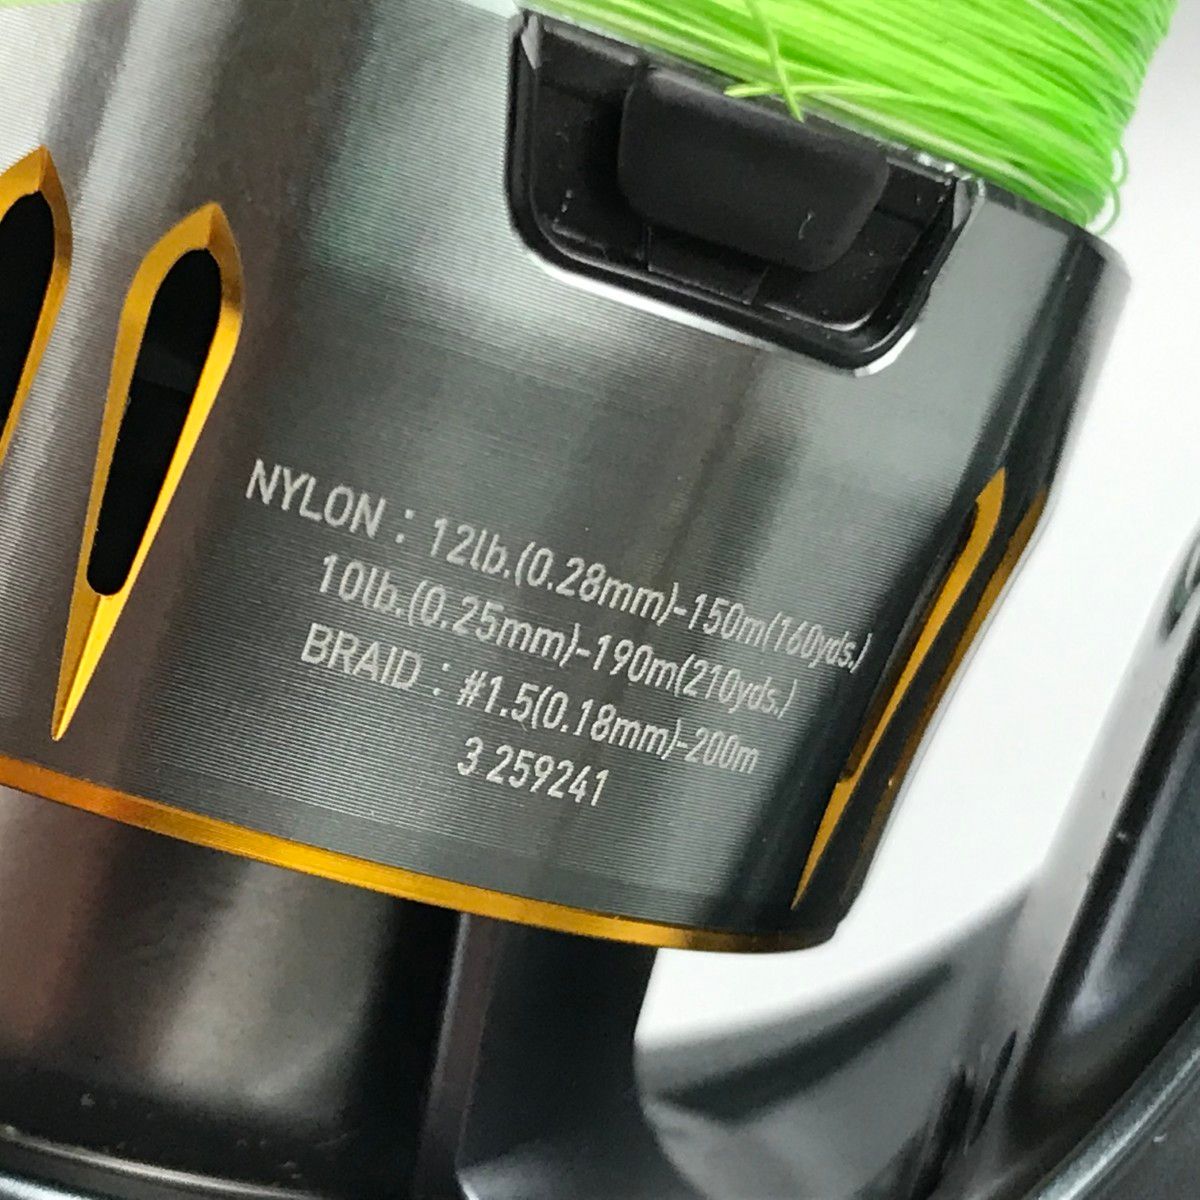 NYLON : 12lb.(0.28mm)-150m(160yds.)
10lb.(0.25mm)-190m(210yds.)
BRAID : #1.5(0.18mm)-200m
3 259241